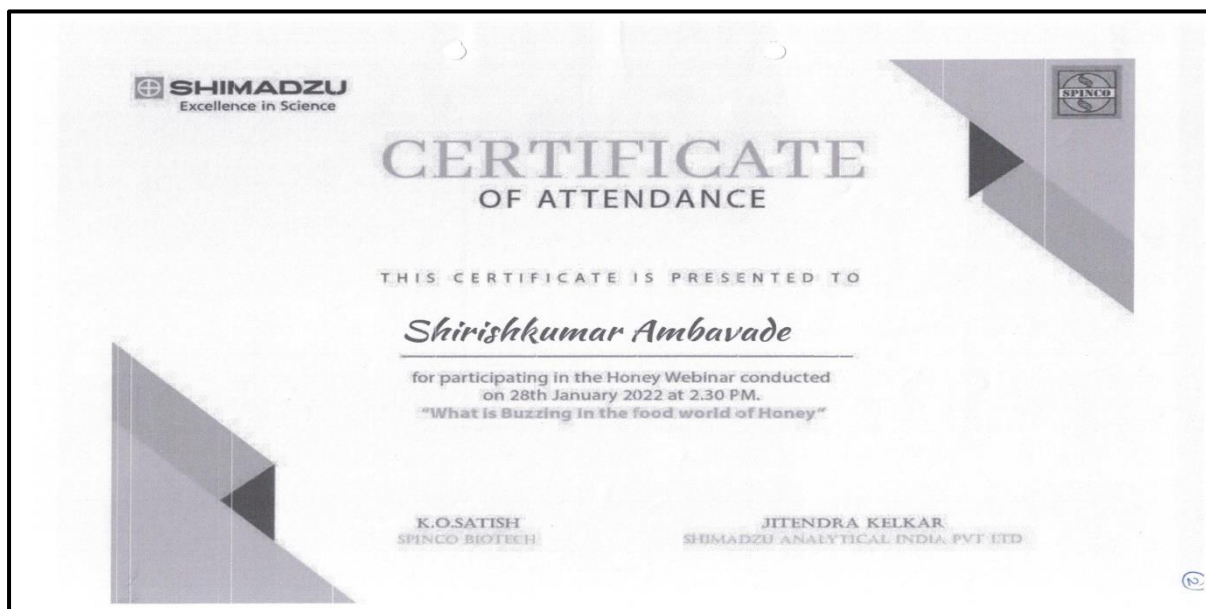 SHIMADZU
Excellence in Science
SPINCO
CERTIFICATE
OF ATTENDANCE
THIS CERTIFICATE IS PRESENTED TO
Shirishkumar Ambavade
for participating in the Honey Webinar conducted
on 28th January 2022 at 2.30 PM.
"What is Buzzing in the food world of Honey"
K.O.SATISH
SPINCO BIOTECH
JITENDRA KELKAR
SHIMADZU ANALYTICAL INDIA PVT LTD
2